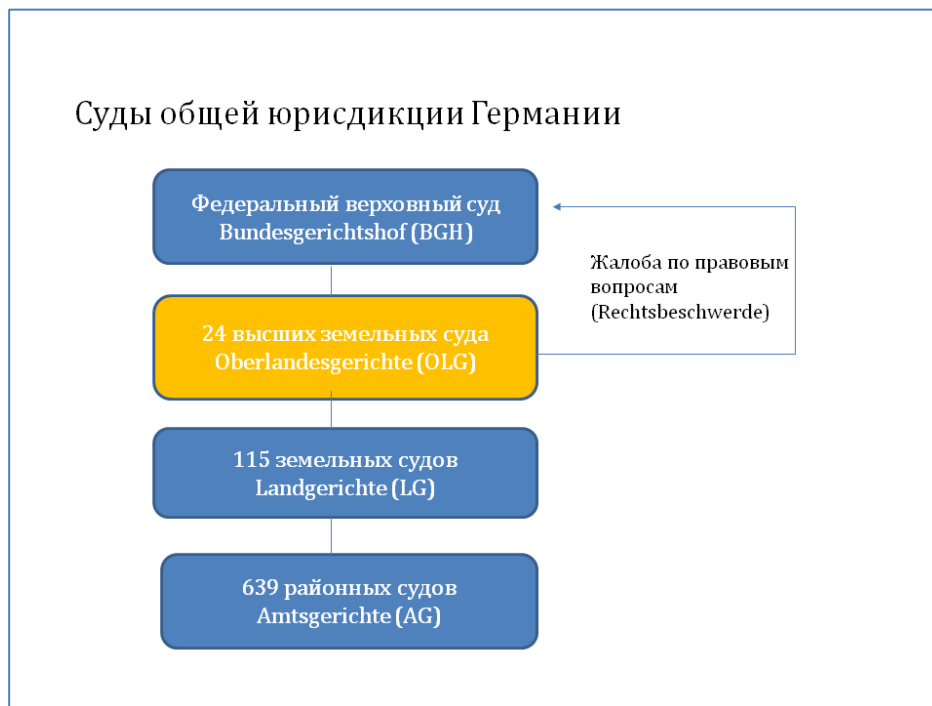 Суды общей юрисдикции Германии
Федеральный верховный суд
Bundesgerichtshof (BGH)
Жалоба по правовым
вопросам
(Rechtsbeschwerde)
24 высших земельных суда
Oberlandesgerichte (OLG)
115 земельных судов
Landgerichte (LG)
639 районных судов
Amtsgerichte (AG)